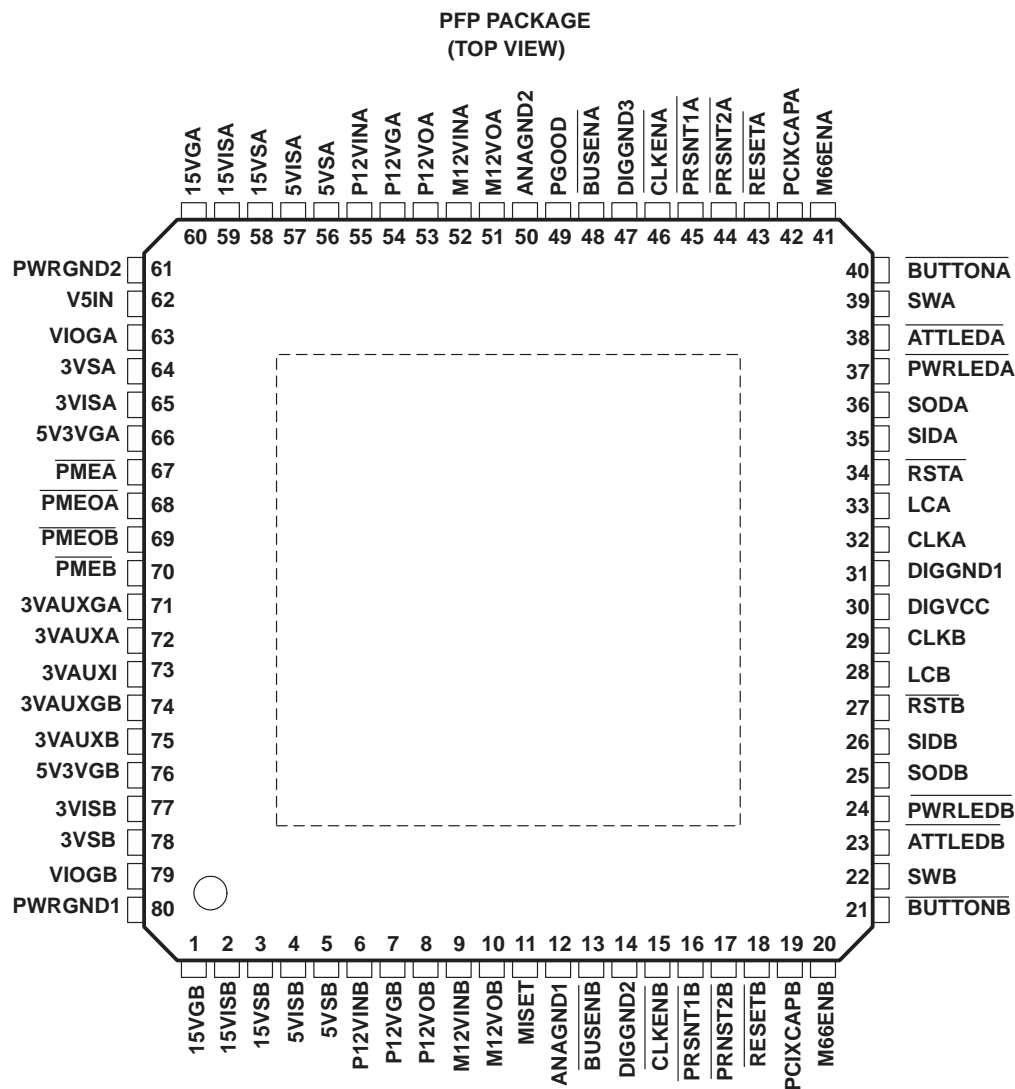 PFP PACKAGE
(TOP VIEW)
15VGA
15VISA
15VSA
5VISA
5VSA
P12VINA
P12VGA
P12VOA
M12VINA
M12VOA
ANAGND2
PGOOD
BUSENA
DIGGND3
CLKENA
PRSNT1A
PRSNT2A
RESETA
PCIXCAPA
M66ENA
60 59 58 57 56 55 54 53 52 51 50 49 48 47 46 45 44 43 42 41
PWRGND2 61 40 BUTTONA
V5IN 62 39 SWA
VIOGA 63 38 ATTLEDA
3VSA 64 37 PWRLEDA
3VISA 65 36 SODA
5V3VGA 66 35 SIDA
PMEA 67 34 RSTA
PMEOA 68 33 LCA
PMEOB 69 32 CLKA
PMEB 70 31 DIGGND1
3VAUXGA 71 30 DIGVCC
3VAUXA 72 29 CLKB
3VAUXI 73 28 LCB
3VAUXGB 74 27 RSTB
3VAUXB 75 26 SIDB
5V3VGB 76 25 SODB
3VISB 77 24 PWRLEDB
3VSB 78 23 ATTLEDB
VIOGB 79 22 SWB
PWRGND1 80 21 BUTTONB
1 2 3 4 5 6 7 8 9 10 11 12 13 14 15 16 17 18 19 20
15VGB
15VISB
15VSB
5VISB
5VSB
P12VINB
P12VGB
P12VOB
M12VINB
M12VOB
MISET
ANAGND1
BUSENB
DIGGND2
CLKENB
PRSNT1B
PRNST2B
RESETB
PCIXCAPB
M66ENB